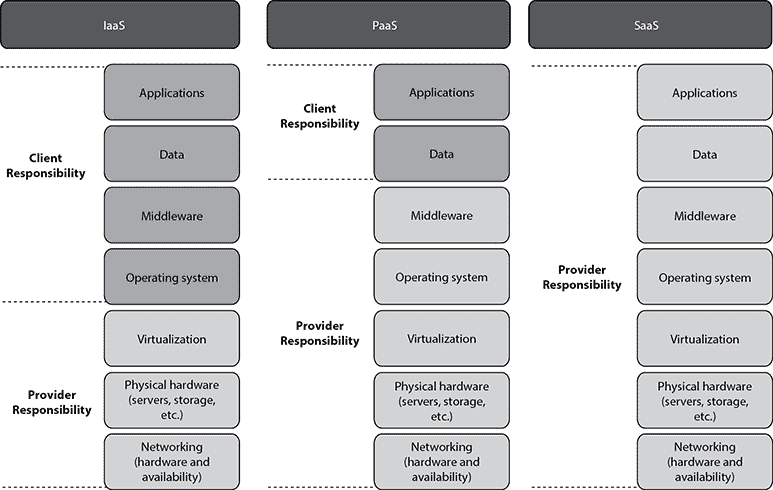 IaaS
Client
Responsibility
Applications
Data
Middleware
Operating system
Provider
Responsibility
Virtualization
Physical hardware
(servers, storage,
etc.)
Networking
(hardware and
availability)
PaaS
Client
Responsibility
Applications
Data
Provider
Responsibility
Middleware
Operating system
Virtualization
Physical hardware
(servers, storage,
etc.)
Networking
(hardware and
availability)
SaaS
Provider
Responsibility
Applications
Data
Middleware
Operating system
Virtualization
Physical hardware
(servers, storage,
etc.)
Networking
(hardware and
availability)